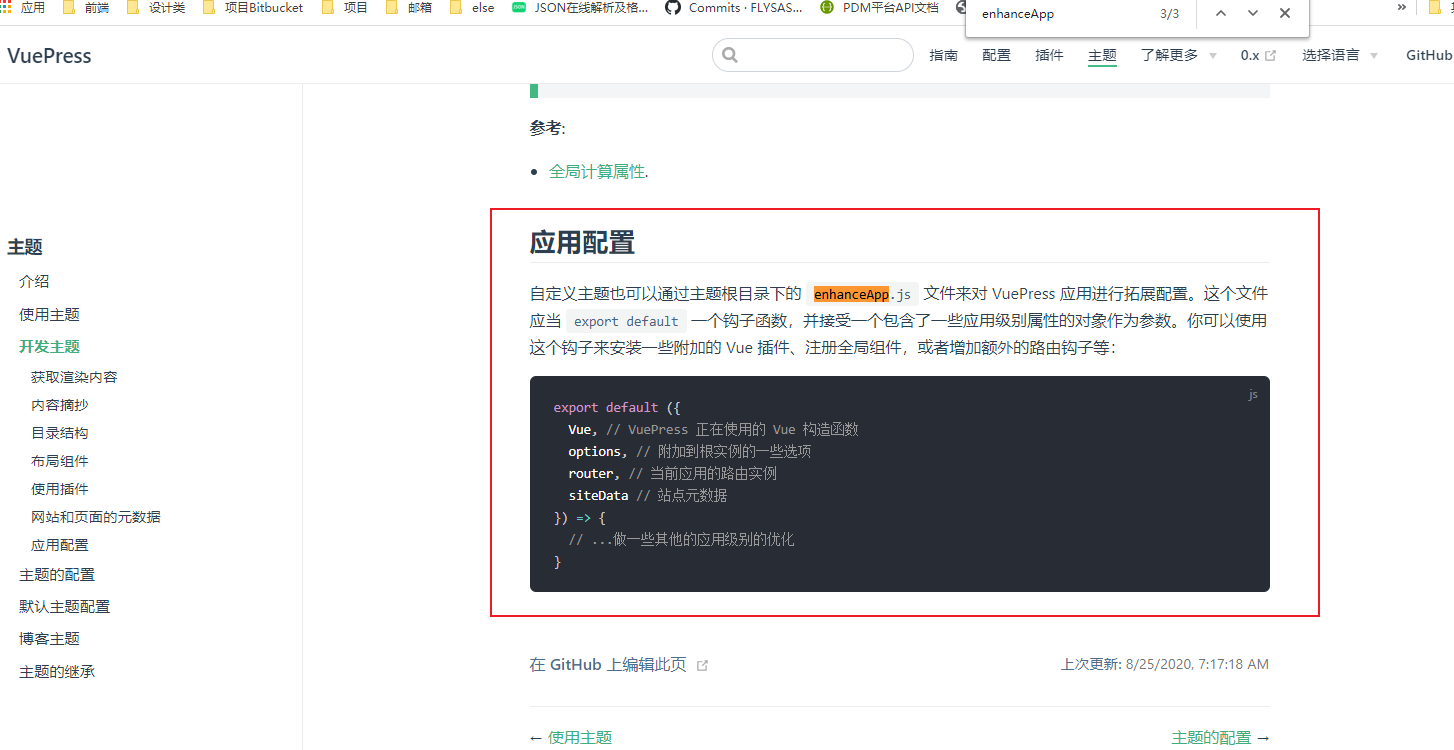 应用 前端 设计类 项目Bitbucket 项目 邮箱 else JSON在线解析及格... Commits · FLYSAS... PDM平台API文档 »
enhanceApp 3/3
VuePress 指南 配置 插件 主题 了解更多 0.x 选择语言 GitHub
参考:
全局计算属性.
主题
介绍
使用主题
开发主题
获取渲染内容
内容摘抄
目录结构
布局组件
使用插件
网站和页面的元数据
应用配置
主题的配置
默认主题配置
博客主题
主题的继承
应用配置
自定义主题也可以通过主题根目录下的 enhanceApp.js 文件来对 VuePress 应用进行拓展配置。这个文件
应当 export default 一个钩子函数，并接受一个包含了一些应用级别属性的对象作为参数。你可以使用
这个钩子来安装一些附加的 Vue 插件、注册全局组件，或者增加额外的路由钩子等：
js
export default ({
Vue, // VuePress 正在使用的 Vue 构造函数
options, // 附加到根实例的一些选项
router, // 当前应用的路由实例
siteData // 站点元数据
}) => {
// ...做一些其他的应用级别的优化
}
在 GitHub 上编辑此页 上次更新: 8/25/2020, 7:17:18 AM
← 使用主题 主题的配置 →